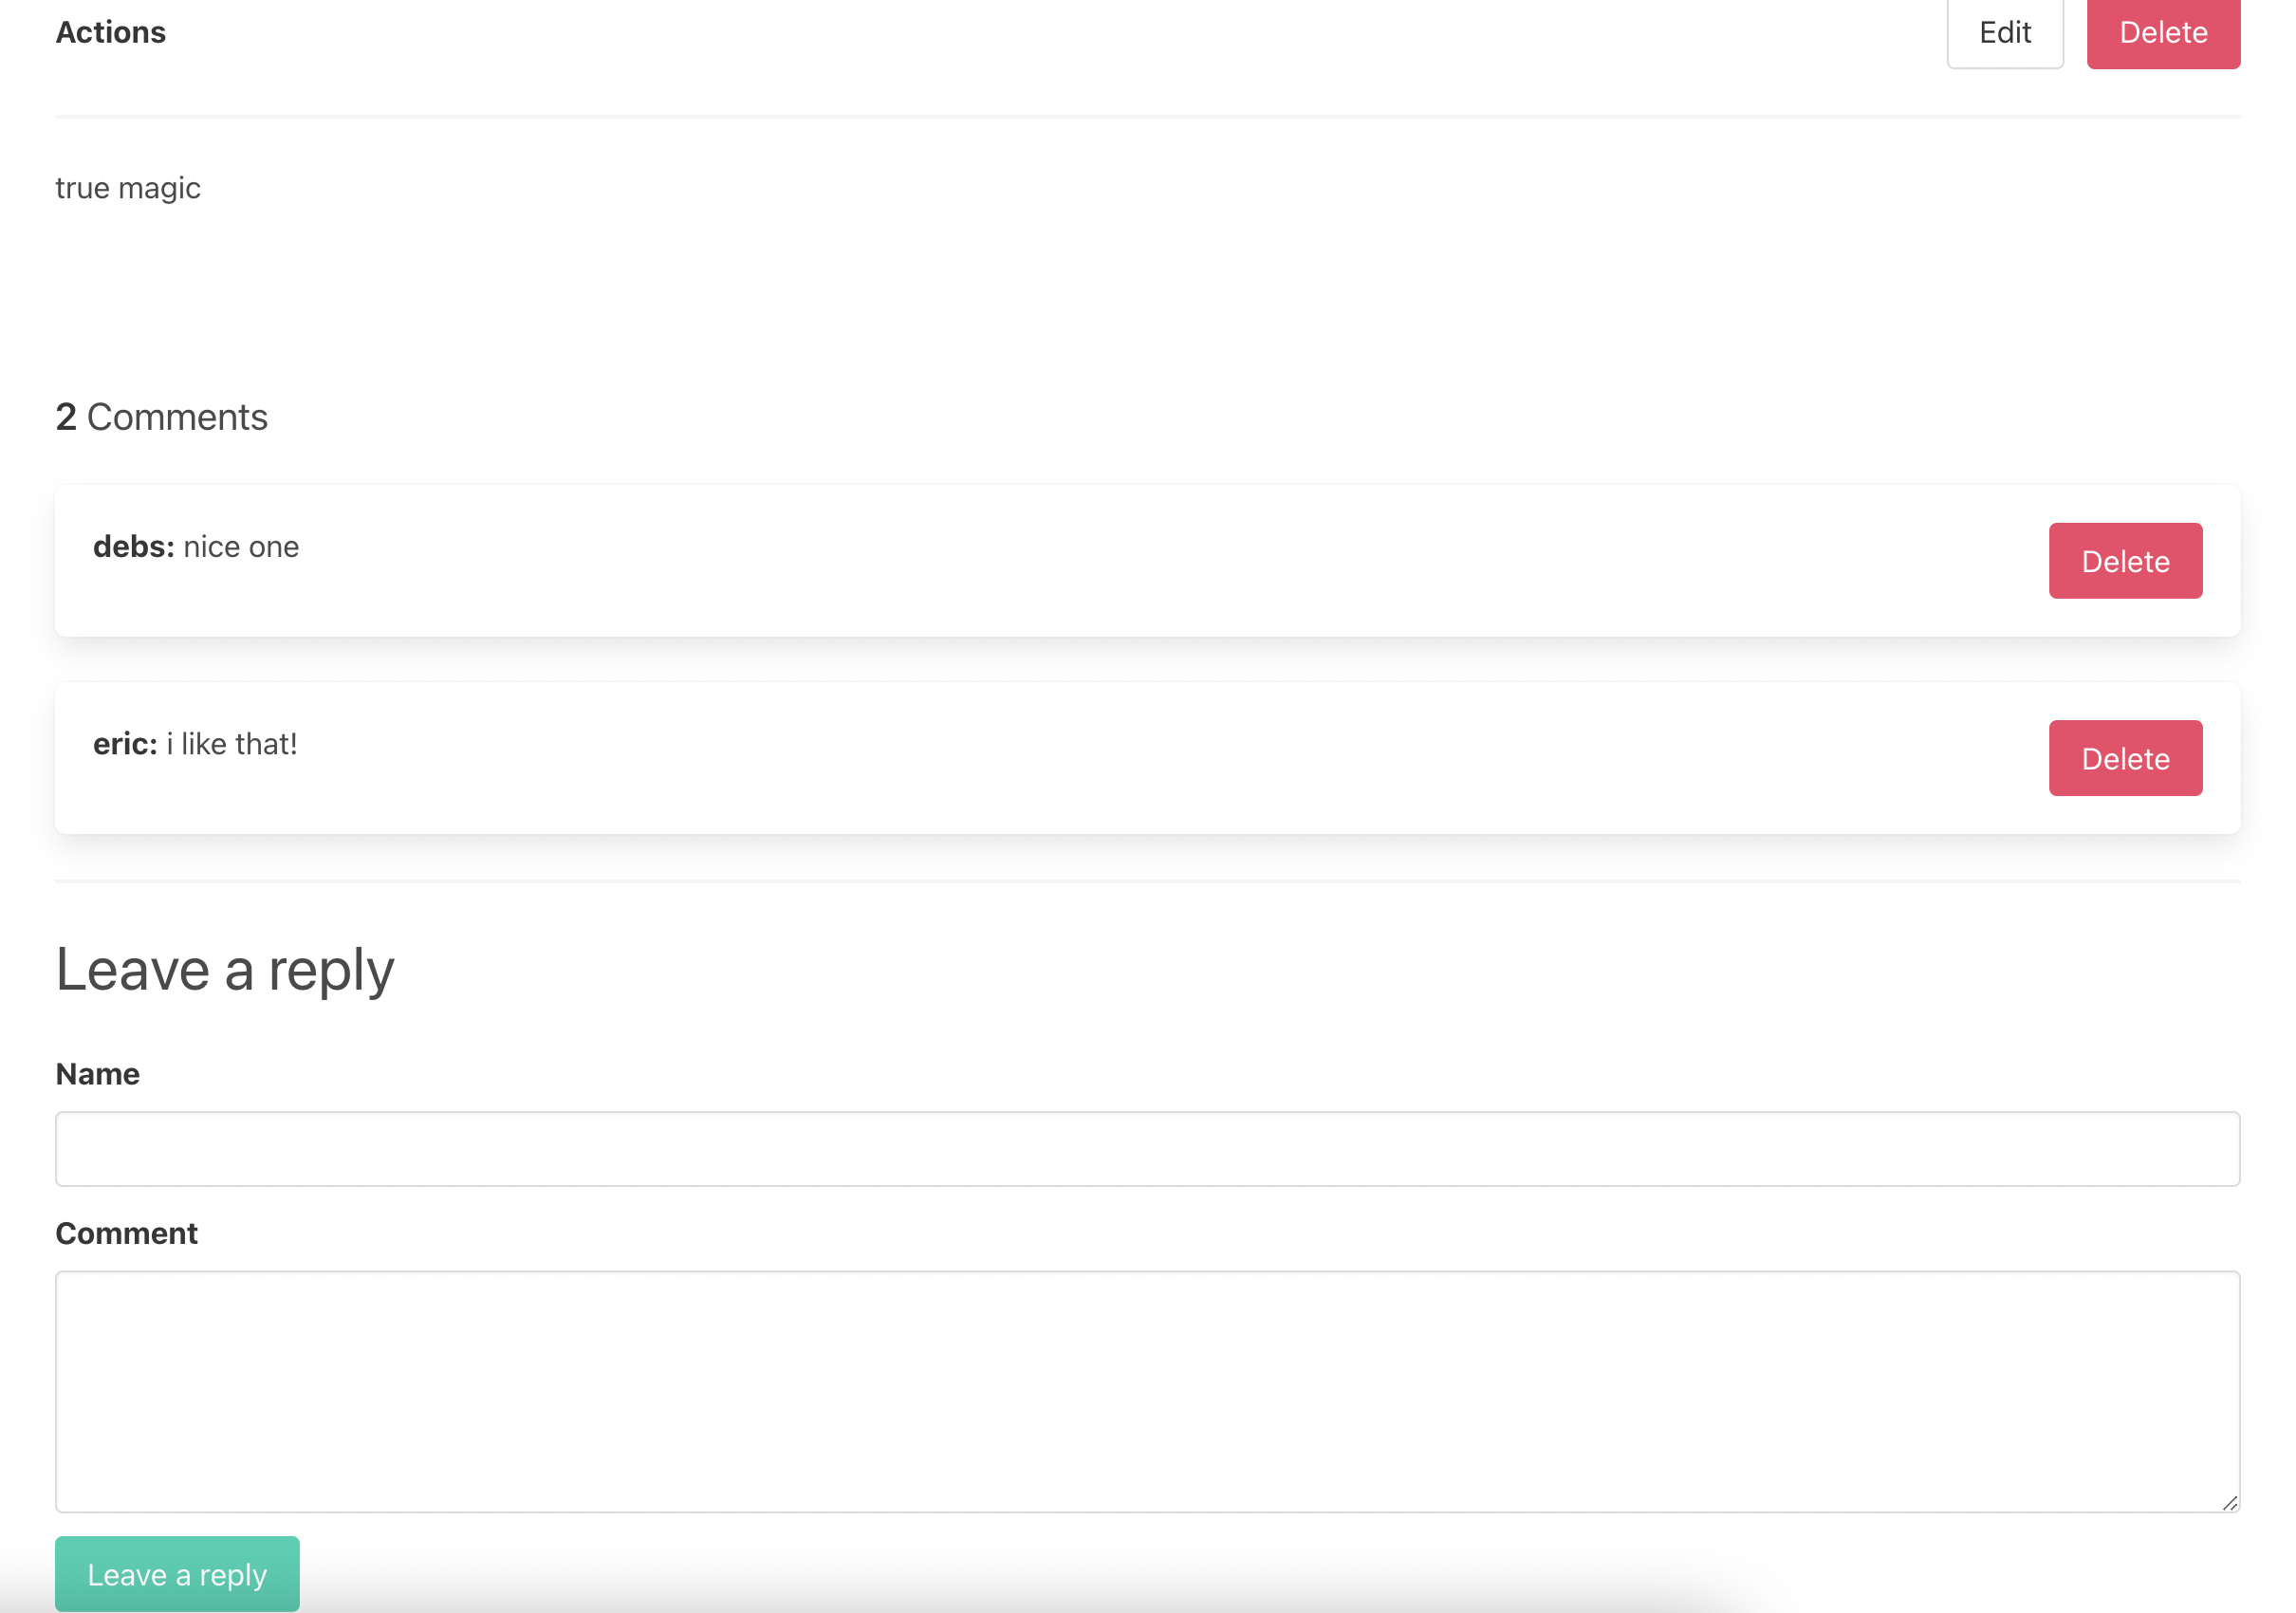 Actions Edit Delete
true magic
2 Comments
debs: nice one Delete
eric: i like that! Delete
Leave a reply
Name
Comment
Leave a reply